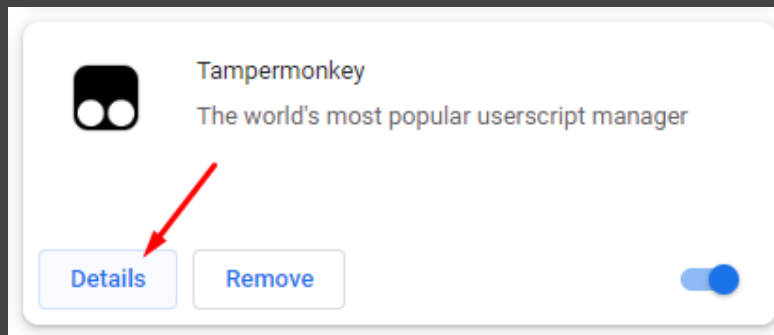 Tampermonkey
The world's most popular userscript manager
Details
Remove